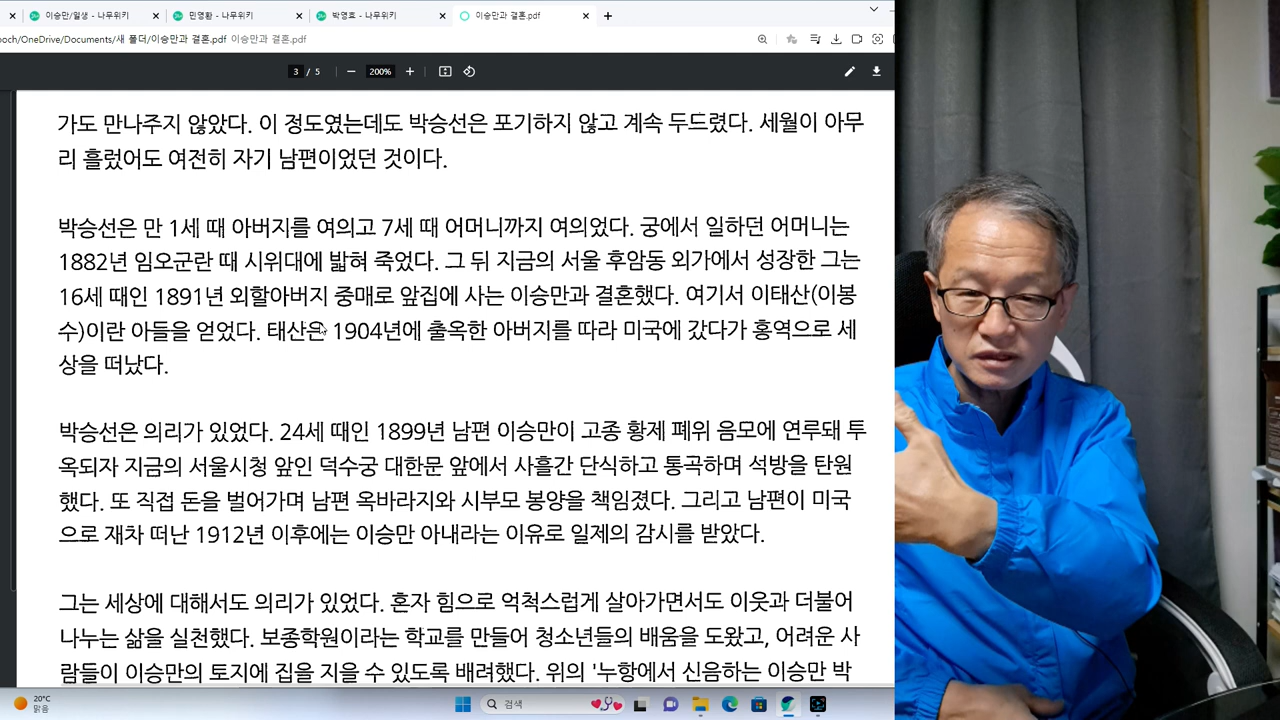 이승만/일생 - 나무위키
민영환 - 나무위키
박영효 - 나무위키
이승만과 결혼.pdf
och/OneDrive/Documents/새 폴더/이승만과 결혼.pdf 이승만과 결혼.pdf
3 / 5
200%
가도 만나주지 않았다. 이 정도였는데도 박승선은 포기하지 않고 계속 두드렸다. 세월이 아무
리 흘렀어도 여전히 자기 남편이었던 것이다.
박승선은 만 1세 때 아버지를 여의고 7세 때 어머니까지 여의었다. 궁에서 일하던 어머니는
1882년 임오군란 때 시위대에 밟혀 죽었다. 그 뒤 지금의 서울 후암동 외가에서 성장한 그는
16세 때인 1891년 외할아버지 중매로 앞집에 사는 이승만과 결혼했다. 여기서 이태산(이봉
수)이란 아들을 얻었다. 태산은 1904년에 출옥한 아버지를 따라 미국에 갔다가 홍역으로 세
상을 떠났다.
박승선은 의리가 있었다. 24세 때인 1899년 남편 이승만이 고종 황제 폐위 음모에 연루돼 투
옥되자 지금의 서울시청 앞인 덕수궁 대한문 앞에서 사흘간 단식하고 통곡하며 석방을 탄원
했다. 또 직접 돈을 벌어가며 남편 옥바라지와 시부모 봉양을 책임졌다. 그리고 남편이 미국
으로 재차 떠난 1912년 이후에는 이승만 아내라는 이유로 일제의 감시를 받았다.
그는 세상에 대해서도 의리가 있었다. 혼자 힘으로 억척스럽게 살아가면서도 이웃과 더불어
나누는 삶을 실천했다. 보종학원이라는 학교를 만들어 청소년들의 배움을 도왔고, 어려운 사
람들이 이승만의 토지에 집을 지을 수 있도록 배려했다. 위의 '누항에서 신음하는 이승만 박
20°C
맑음
검색